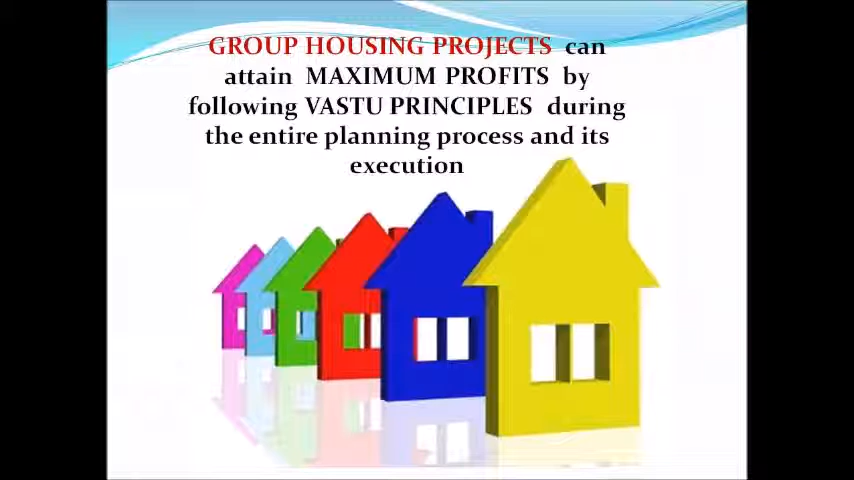 GROUP HOUSING PROJECTS can
attain MAXIMUM PROFITS by
following VASTU PRINCIPLES during
the entire planning process and its
execution